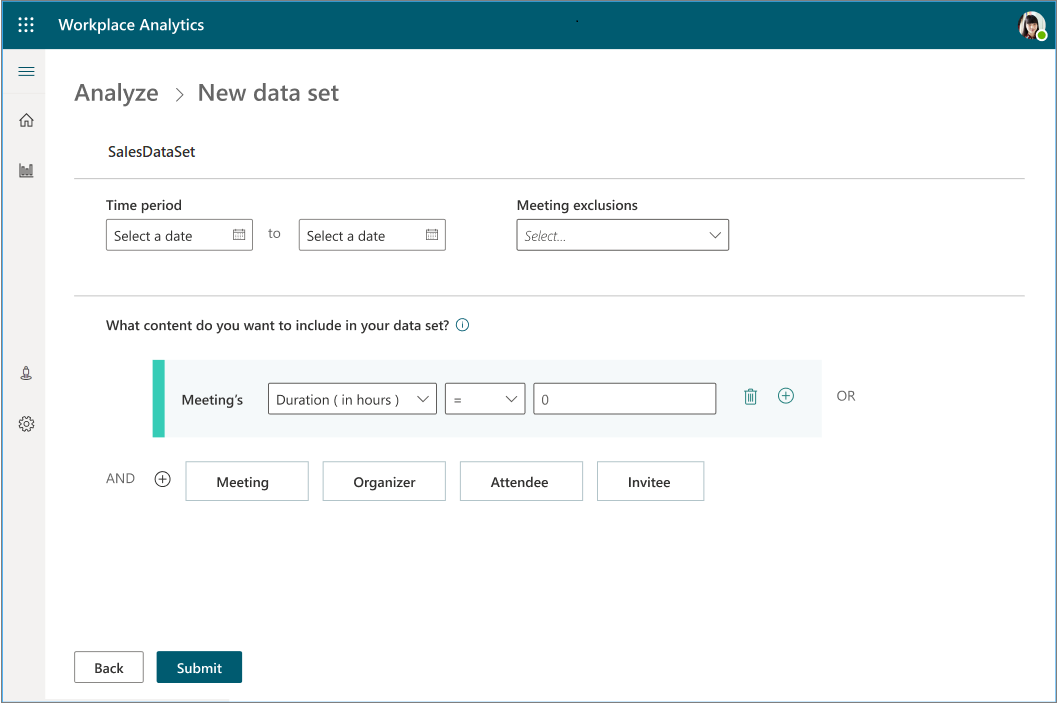 Workplace Analytics
Analyze > New data set
SalesDataSet
Time period
Meeting exclusions
Select a date to Select a date
Select...
What content do you want to include in your data set?
Meeting's Duration ( in hours ) = 0 OR
AND Meeting Organizer Attendee Invitee
Back Submit